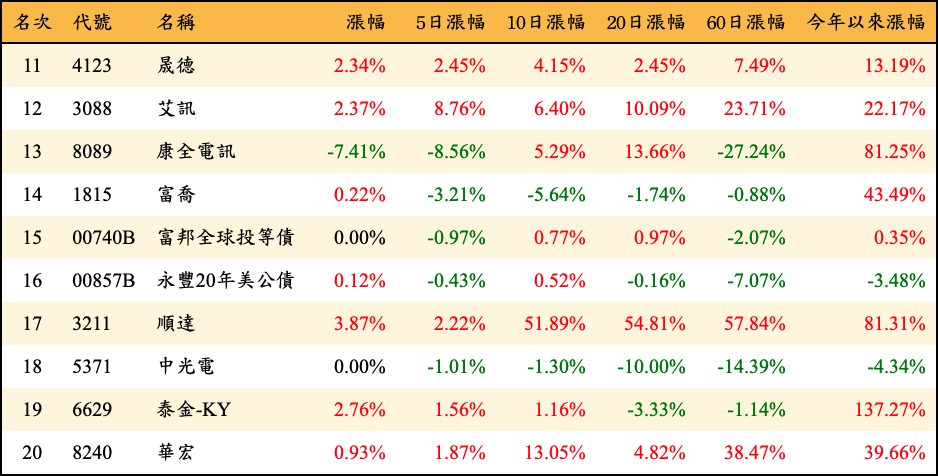 名次 代號 名稱 漲幅 5日漲幅 10日漲幅 20日漲幅 60日漲幅 今年以來漲幅
11 4123 晟德 2.34% 2.45% 4.15% 2.45% 7.49% 13.19%
12 3088 艾訊 2.37% 8.76% 6.40% 10.09% 23.71% 22.17%
13 8089 康全電訊 -7.41% -8.56% 5.29% 13.66% -27.24% 81.25%
14 1815 富喬 0.22% -3.21% -5.64% -1.74% -0.88% 43.49%
15 00740B 富邦全球投等債 0.00% -0.97% 0.77% 0.97% -2.07% 0.35%
16 00857B 永豐20年美公債 0.12% -0.43% 0.52% -0.16% -7.07% -3.48%
17 3211 順達 3.87% 2.22% 51.89% 54.81% 57.84% 81.31%
18 5371 中光電 0.00% -1.01% -1.30% -10.00% -14.39% -4.34%
19 6629 泰金-KY 2.76% 1.56% 1.16% -3.33% -1.14% 137.27%
20 8240 華宏 0.93% 1.87% 13.05% 4.82% 38.47% 39.66%